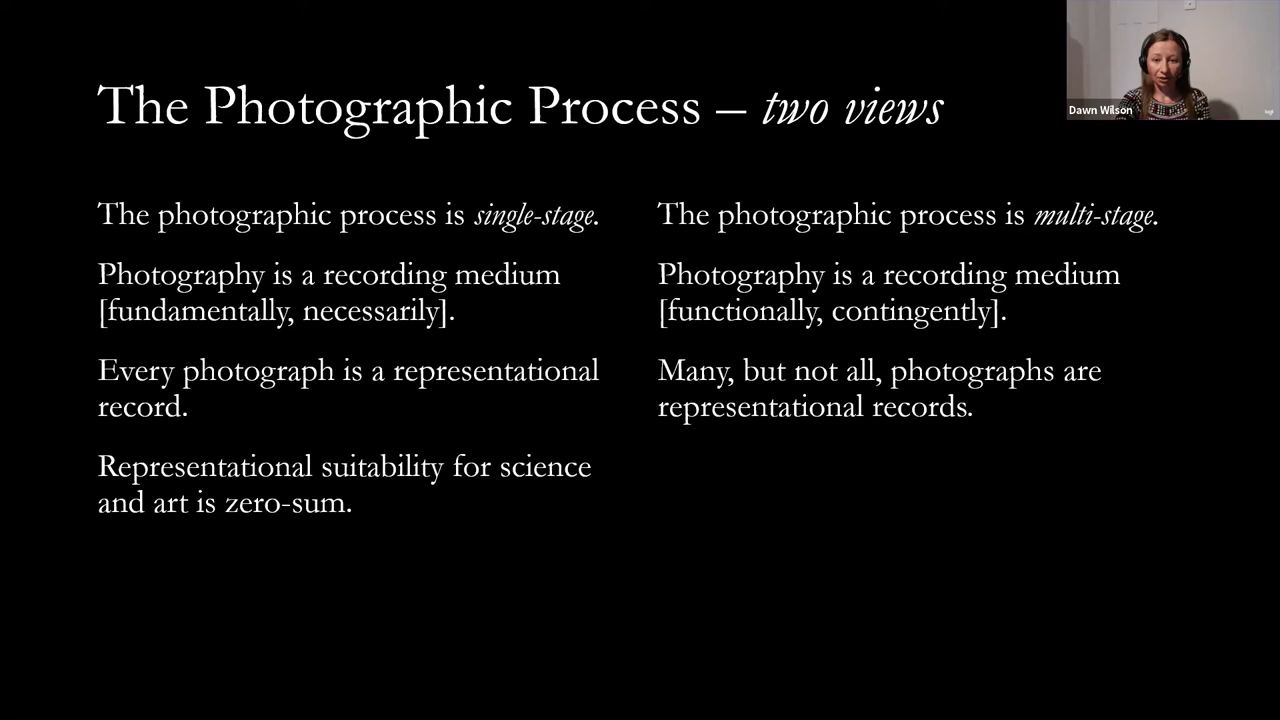 The Photographic Process – two views
Dawn Wilson
The photographic process is single-stage.
Photography is a recording medium
[fundamentally, necessarily].
Every photograph is a representational
record.
Representational suitability for science
and art is zero-sum.
The photographic process is multi-stage.
Photography is a recording medium
[functionally, contingently].
Many, but not all, photographs are
representational records.